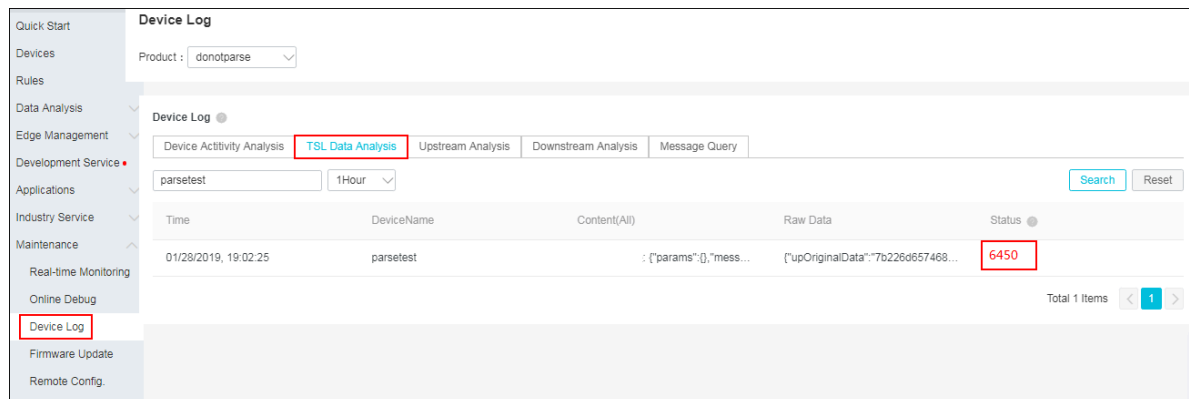 Quick Start
Devices
Rules
Data Analysis
Edge Management
Development Service
Applications
Industry Service
Maintenance
Real-time Monitoring
Online Debug
Device Log
Firmware Update
Remote Config.
Device Log
Product : donotparse
Device Log
Device Actitivity Analysis TSL Data Analysis Upstream Analysis Downstream Analysis Message Query
parsetest 1Hour Search Reset
Time DeviceName Content(All) Raw Data Status
01/28/2019, 19:02:25 parsetest : {"params":{},"mess... {"upOriginalData":"7b226d657468... 6450
Total 1 Items < 1 >